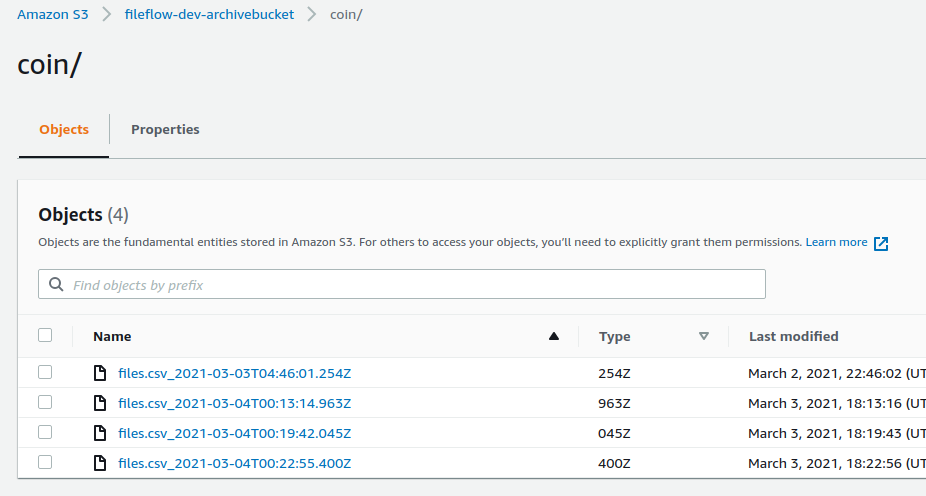 Amazon S3 > fileflow-dev-archivebucket > coin/
coin/
Objects Properties
Objects (4)
Objects are the fundamental entities stored in Amazon S3. For others to access your objects, you'll need to explicitly grant them permissions. Learn more
Find objects by prefix
Name Type Last modified
files.csv_2021-03-03T04:46:01.254Z 254Z March 2, 2021, 22:46:02 (UT
files.csv_2021-03-04T00:13:14.963Z 963Z March 3, 2021, 18:13:16 (UT
files.csv_2021-03-04T00:19:42.045Z 045Z March 3, 2021, 18:19:43 (UT
files.csv_2021-03-04T00:22:55.400Z 400Z March 3, 2021, 18:22:56 (UT